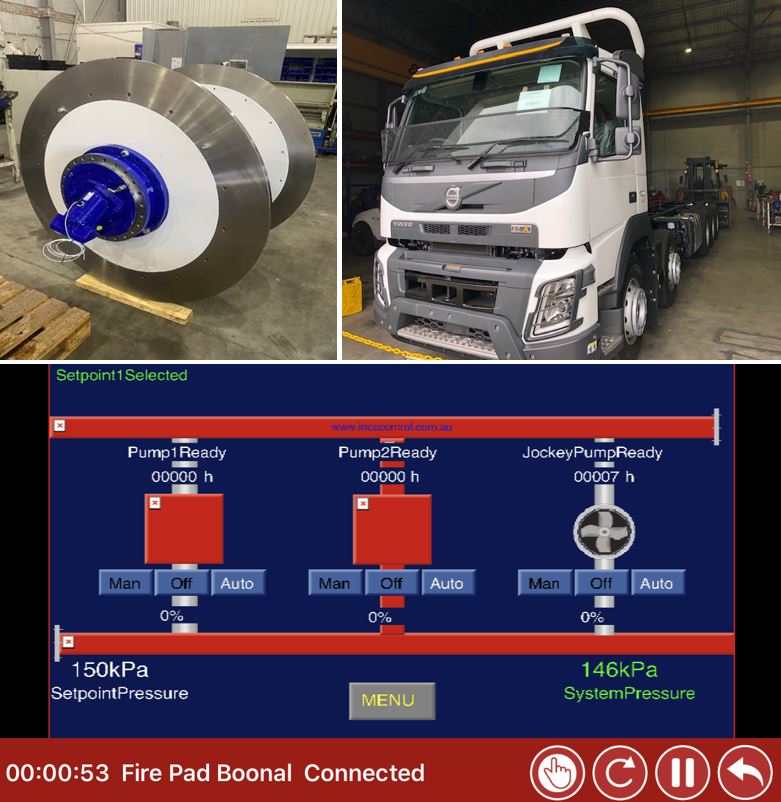 VOLVO
Setpoint1Selected
www.incacontrol.com.au
Pump1Ready
Pump2Ready
JockeyPumpReady
00000 h
00000 h
00007 h
Man
Off
Auto
Man
Off
Auto
Man
Off
Auto
0%
0%
0%
150kPa
SetpointPressure
146kPa
SystemPressure
MENU
00:00:53 Fire Pad Boonal Connected